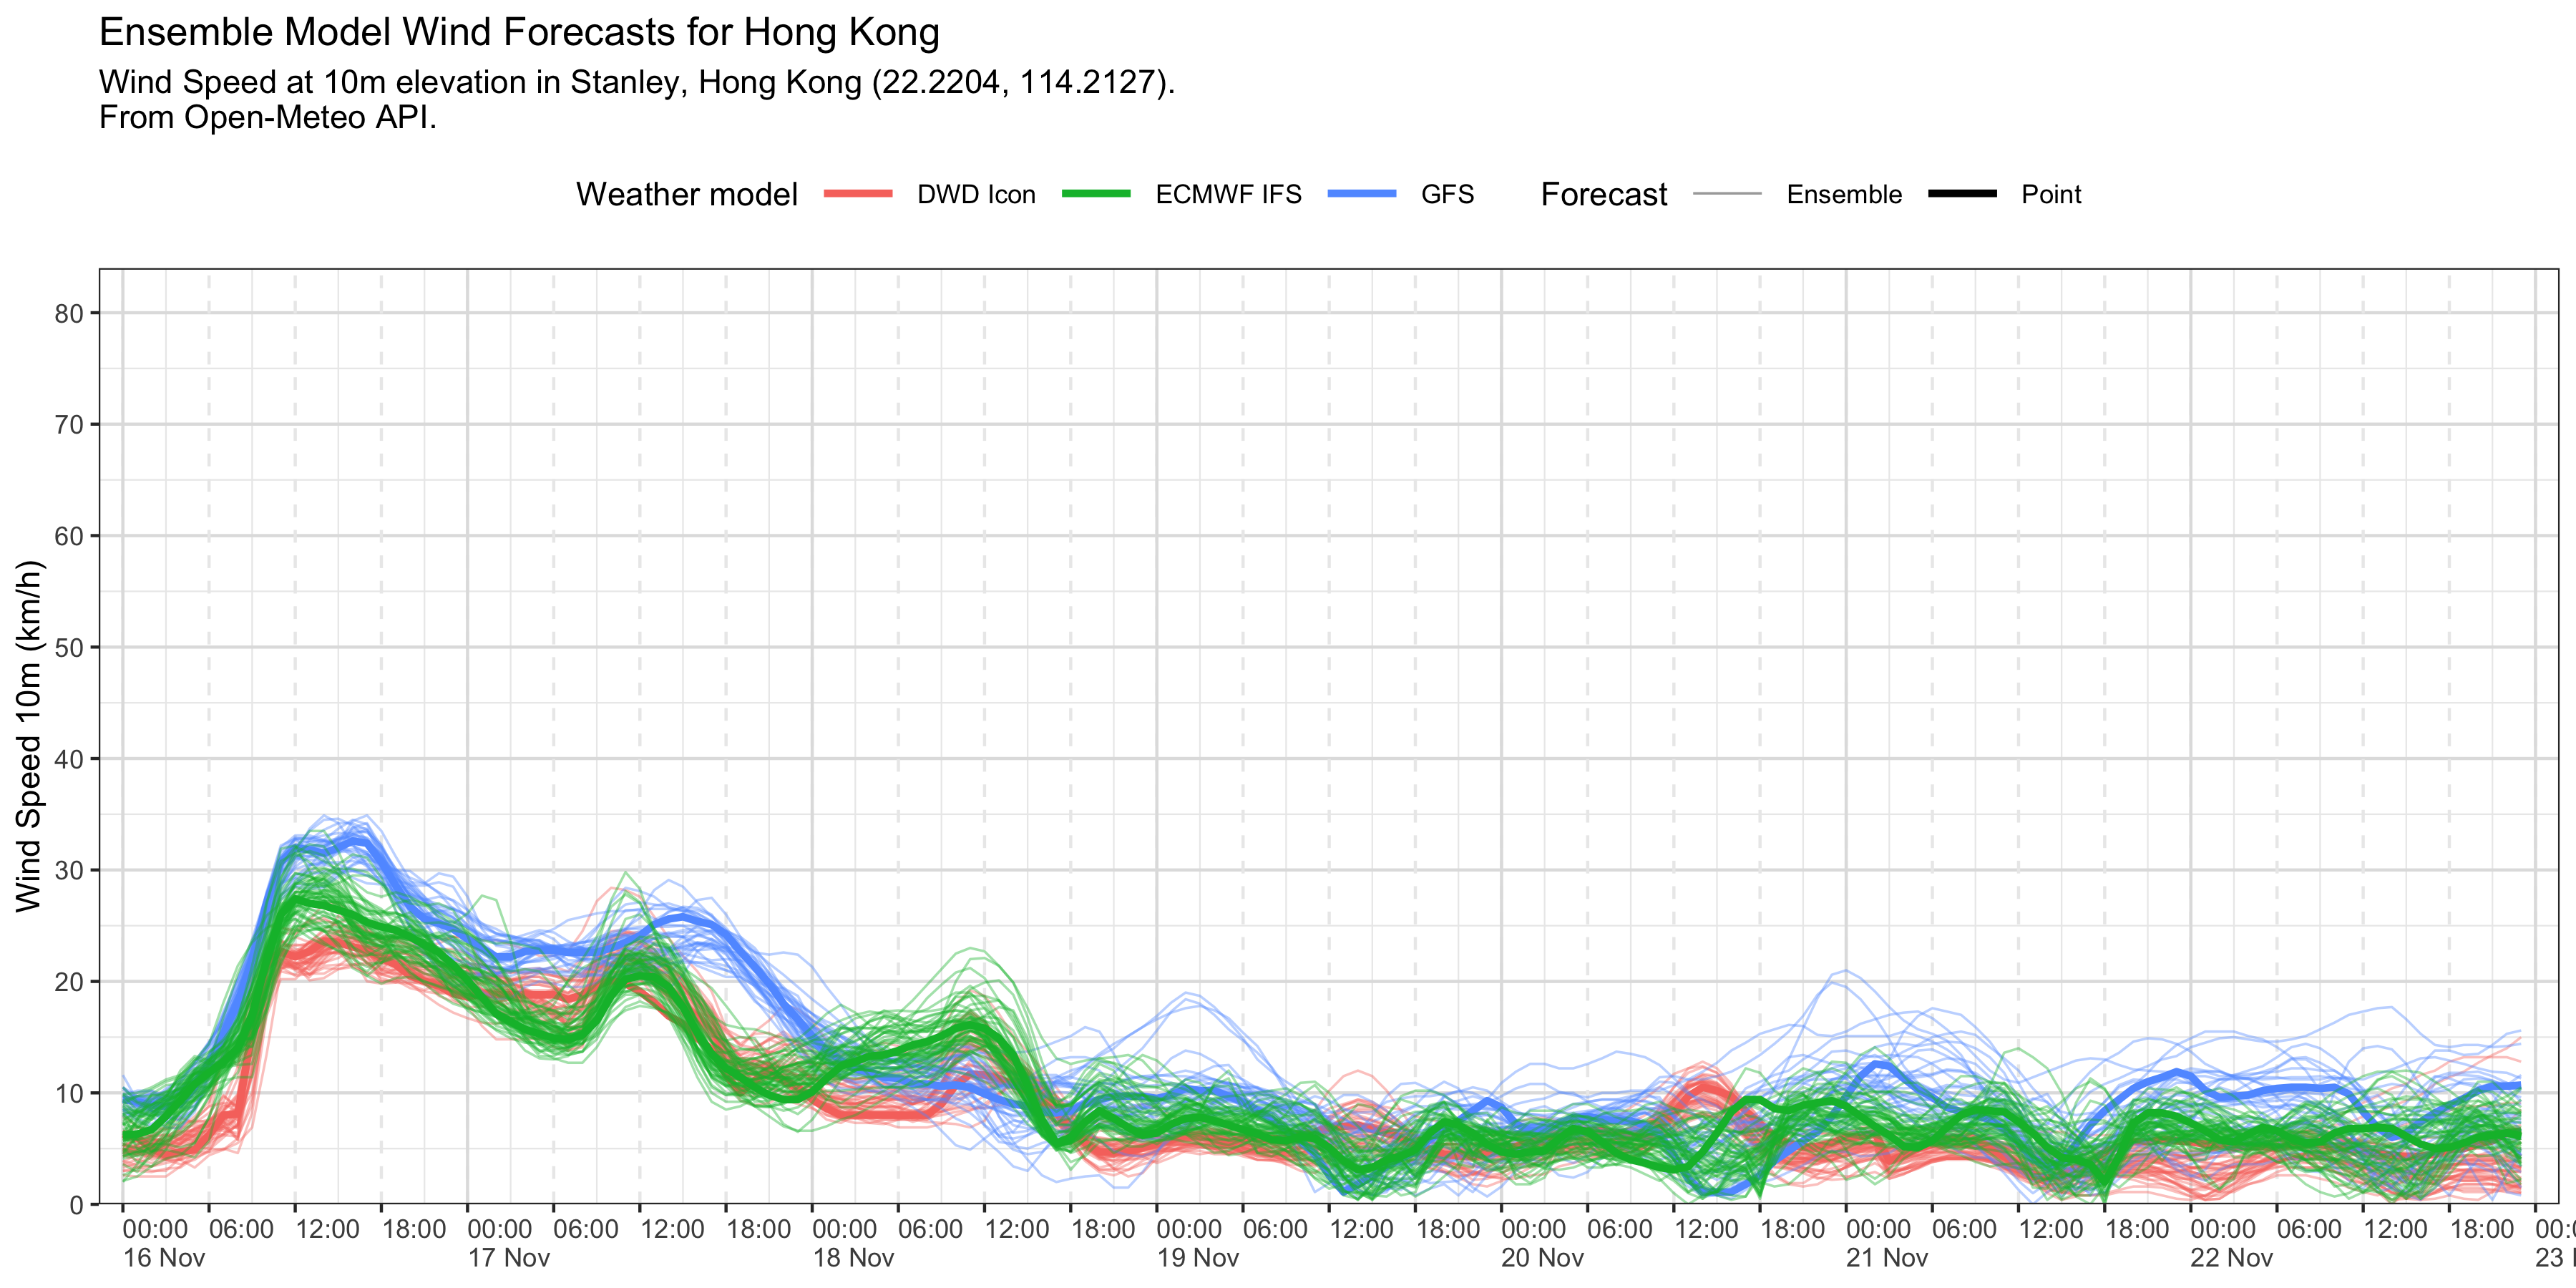 Ensemble Model Wind Forecasts for Hong Kong
Wind Speed at 10m elevation in Stanley, Hong Kong (22.2204, 114.2127).
From Open-Meteo API.
Weather model DWD Icon ECMWF IFS GFS Forecast Ensemble Point
Wind Speed 10m (km/h)
80
70
60
50
40
30
20
10
0
00:00 06:00 12:00 18:00 00:00 06:00 12:00 18:00 00:00 06:00 12:00 18:00 00:00 06:00 12:00 18:00 00:00 06:00 12:00 18:00 00:00 06:00 12:00 18:00 00:00 06:00 12:00 18:00
16 Nov 17 Nov 18 Nov 19 Nov 20 Nov 21 Nov 22 Nov 23